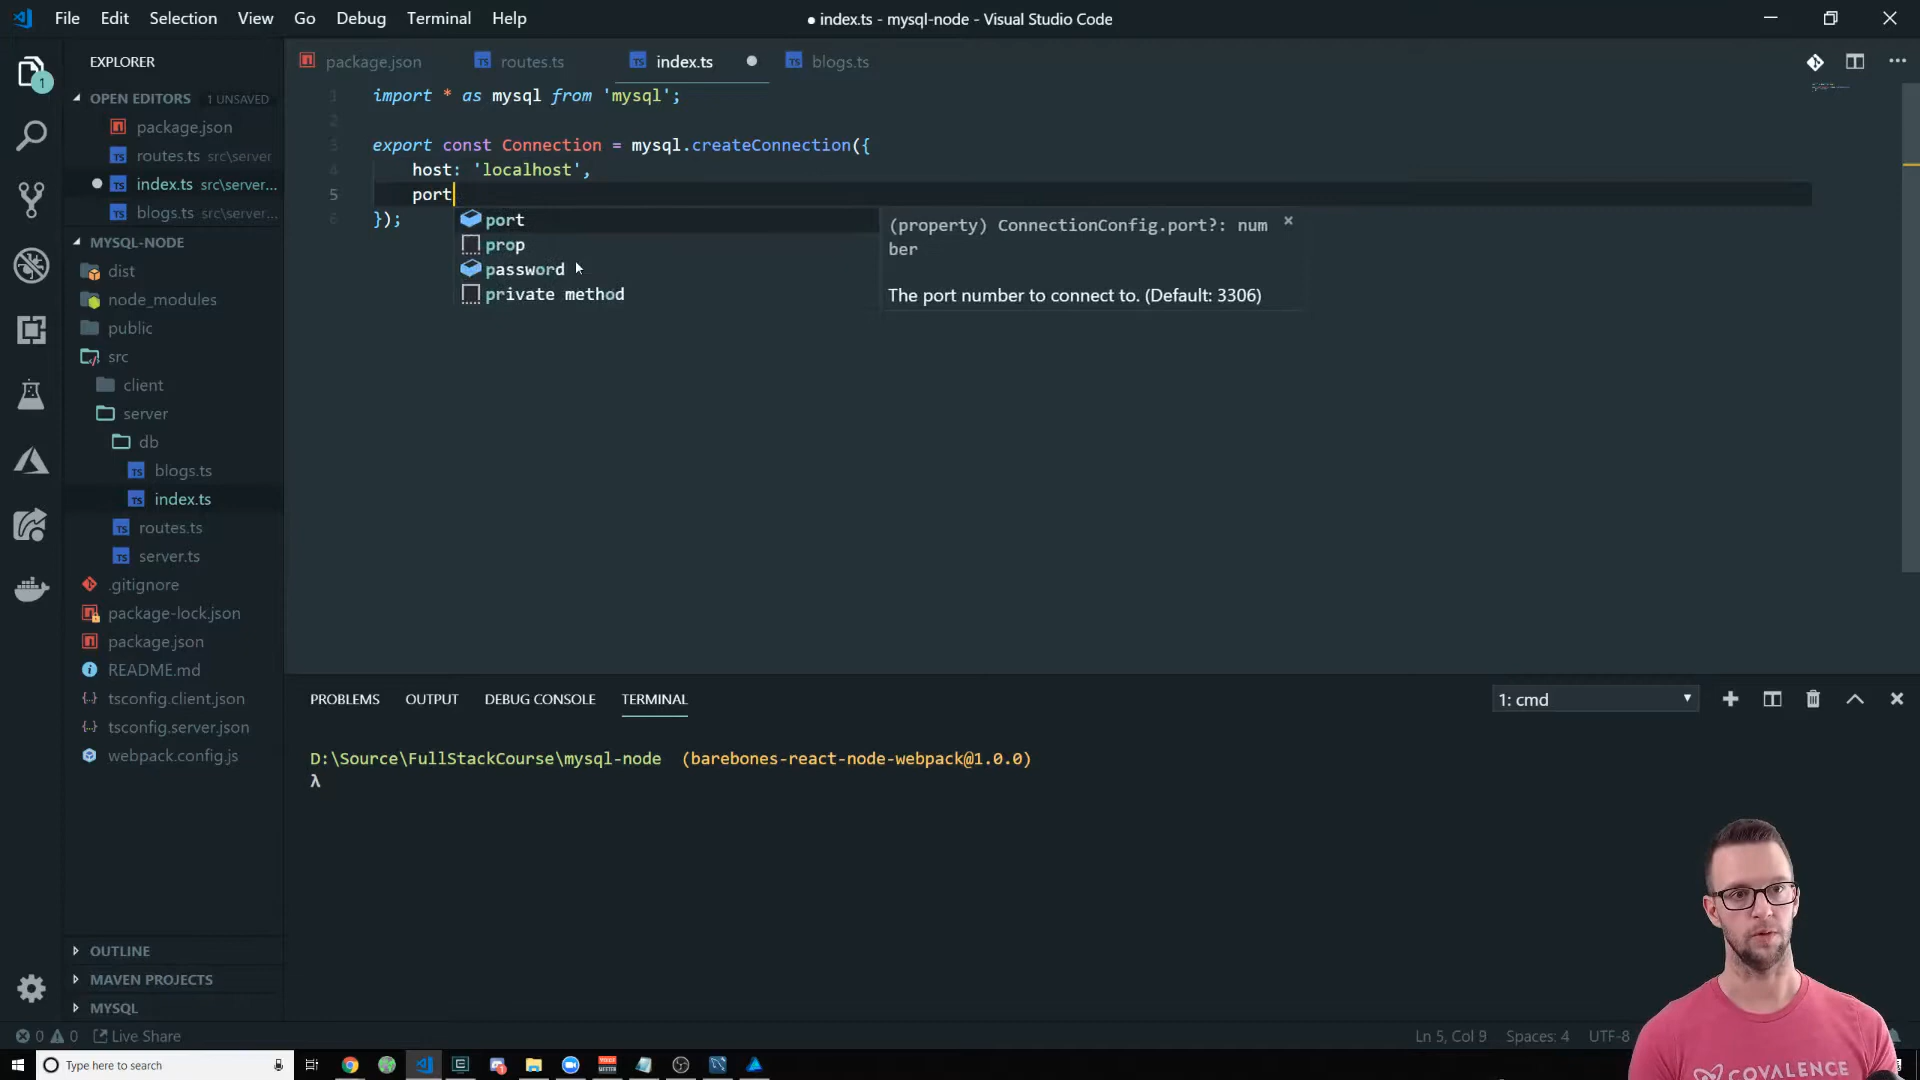 File Edit Selection View Go Debug Terminal Help
● index.ts - mysql-node - Visual Studio Code
EXPLORER
package.json
routes.ts
index.ts
blogs.ts
OPEN EDITORS 1 UNSAVED
package.json
routes.ts src\server
index.ts src\server...
blogs.ts src\server...
MYSQL-NODE
dist
node_modules
public
src
client
server
db
blogs.ts
index.ts
routes.ts
server.ts
.gitignore
package-lock.json
package.json
README.md
tsconfig.client.json
tsconfig.server.json
webpack.config.js
OUTLINE
MAVEN PROJECTS
MYSQL
1
1 import * as mysql from 'mysql';
2
3 export const Connection = mysql.createConnection({
4 host: 'localhost',
5 port
6 });
port
prop
password
private method
(property) ConnectionConfig.port?: num
ber
The port number to connect to. (Default: 3306)
PROBLEMS OUTPUT DEBUG CONSOLE TERMINAL
1: cmd
D:\Source\FullStackCourse\mysql-node (barebones-react-node-webpack@1.0.0)
λ
0 0 Live Share
Ln 5, Col 9 Spaces: 4 UTF-8
Type here to search
COVALENCE